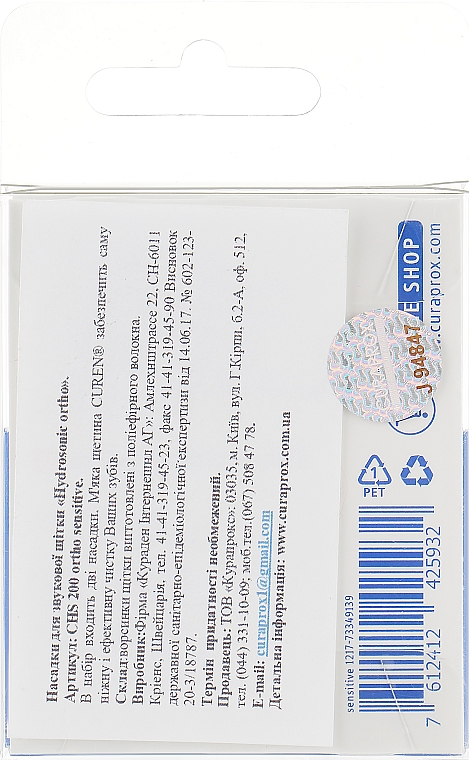 Насадки для звукової щітки «Hydrosonic ortho».
Артикул: CHS 200 ortho sensitive.
В набір входить дві насадки. М'яка щетина CUREN® забезпечить саму
ніжну і ефективну чистку Ваших зубів.
Склад:ворсинки щітки виготовлені з поліефірного волокна.
Виробник:Фірма «Кураден Інтернешнл АГ»: Амлехнштрассе 22, CH-6011
Кріенс, Швейцарія, тел. 41-41-319-45-23, факс 41-41-319-45-90 Висновок
державної санітарно-епідеміологічної експертизи від 14.06.17. № 602-123-
20-3/18787.
Термін придатності необмежений.
Продавець: ТОВ «Курапрокс»: 03035, м. Київ, вул. Г.Кірпи, б.2-А, оф. 512,
тел. (044) 331-10-09; моб.тел.(067) 508 47 78.
E-mail: curaprox1@gmail.com
Детальна інформація: www.curaprox.com.ua
SHOP
www.curaprox.com
CURAPROX
J 94847
1
PET
sensitive 1217-73349139
7 612412 425932